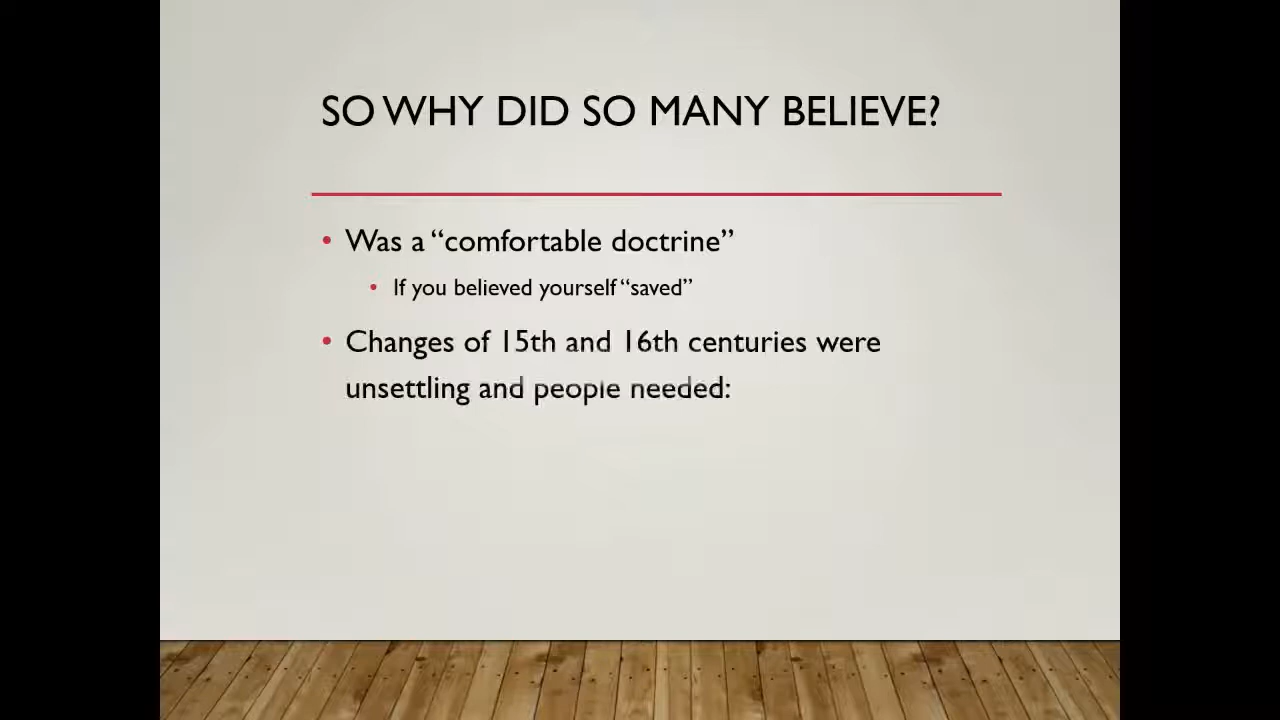 SO WHY DID SO MANY BELIEVE?
• Was a “comfortable doctrine”
• If you believed yourself “saved”
• Changes of 15th and 16th centuries were
unsettling and people needed: